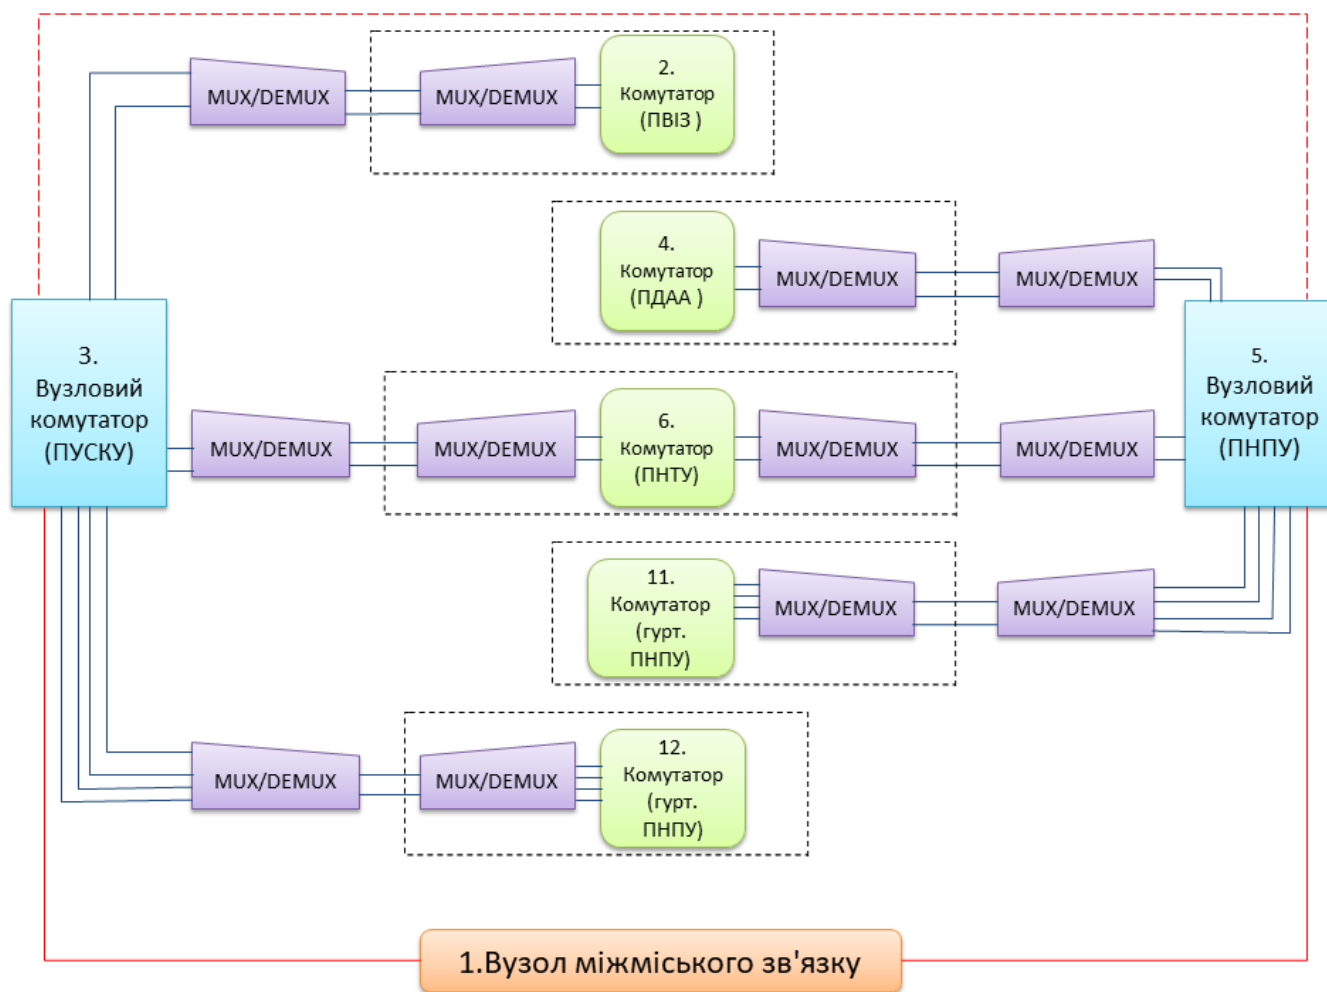 MUX/DEMUX
MUX/DEMUX
2.
Комутатор
(ПВІЗ )
4.
Комутатор
(ПДАА )
MUX/DEMUX
MUX/DEMUX
3.
Вузловий
комутатор
(ПУСКУ)
MUX/DEMUX
MUX/DEMUX
6.
Комутатор
(ПНТУ)
MUX/DEMUX
MUX/DEMUX
5.
Вузловий
комутатор
(ПНПУ)
11.
Комутатор
(гурт.
ПНПУ)
MUX/DEMUX
MUX/DEMUX
MUX/DEMUX
MUX/DEMUX
12.
Комутатор
(гурт.
ПНПУ)
1.Вузол міжміського зв'язку